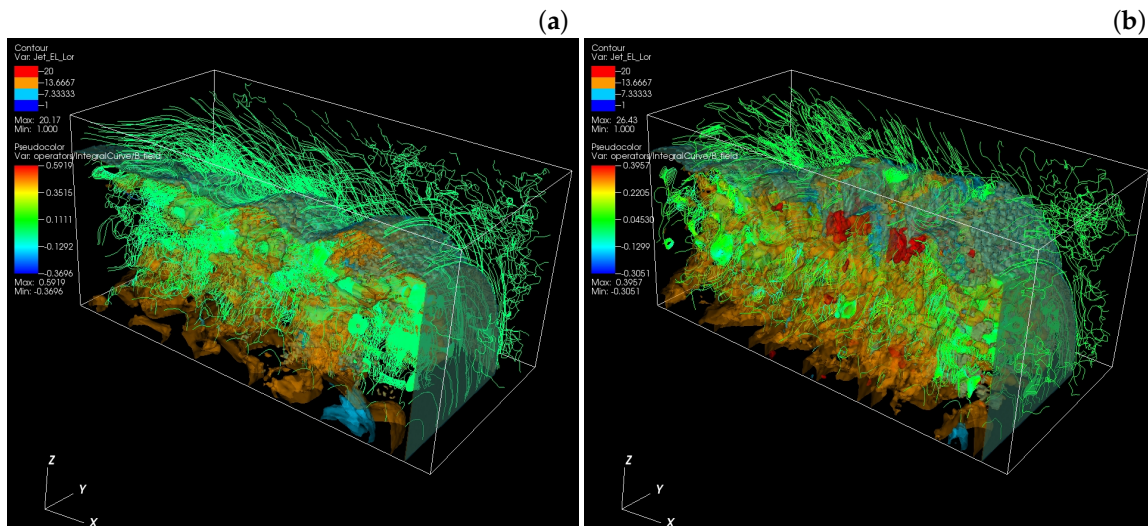 (a)
Contour
Var: Jet_EL_Lor
20
13.6667
7.33333
1
Max: 20.17
Min: 1.000
Pseudocolor
Var: operators/IntegralCurve/B_field
0.5919
0.3515
0.1111
-0.1292
-0.3696
Max: 0.5919
Min: -0.3696
Z
Y
X
(b)
Contour
Var: Jet_EL_Lor
20
13.6667
7.33333
1
Max: 26.43
Min: 1.000
Pseudocolor
Var: operators/IntegralCurve/B_field
0.3957
0.2205
0.04530
-0.1299
-0.3051
Max: 0.3957
Min: -0.3051
Z
Y
X